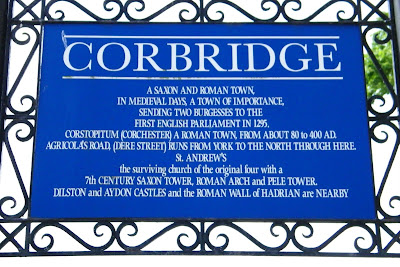 CORBRIDGE
A SAXON AND ROMAN TOWN,
IN MEDIEVAL DAYS, A TOWN OF IMPORTANCE,
SENDING TWO BURGESSES TO THE
FIRST ENGLISH PARLIAMENT IN 1295.
CORSTOPITUM (CORCHESTER) A ROMAN TOWN, FROM ABOUT 80 to 400 AD.
AGRICOLA'S ROAD, (DERE STREET) RUNS FROM YORK TO THE NORTH THROUGH HERE.
St. ANDREW'S
the surviving church of the original four with a
7th CENTURY SAXON TOWER, ROMAN ARCH and PELE TOWER.
DILSTON and AYDON CASTLES and the ROMAN WALL OF HADRIAN are NEARBY